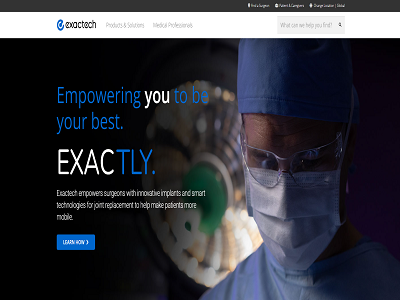 Find a Surgeon Patient & Caregivers Change Location | Global
exactech Products & Solutions Medical Professionals What can we help you find?
Empowering you to be
your best.
EXACTLY.
Exactech empowers surgeons with innovative implants and smart
technologies for joint replacement to help make patients more
mobile.
LEARN HOW